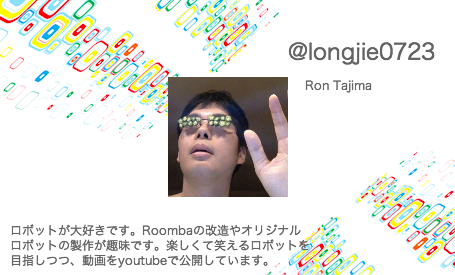 @longjie0723
Ron Tajima
ロボットが大好きです。Roombaの改造やオリジナル
ロボットの製作が趣味です。楽しくて笑えるロボットを
目指しつつ、動画をyoutubeで公開しています。